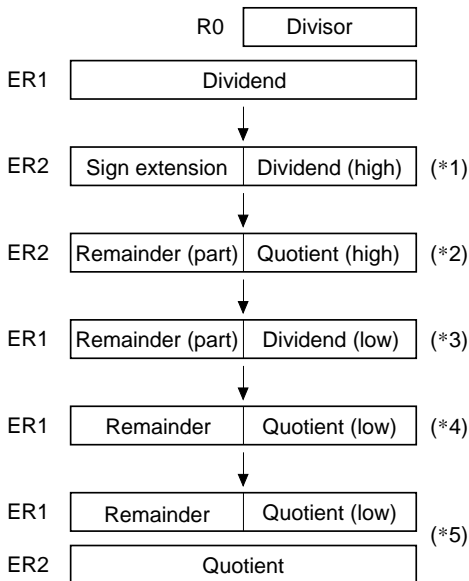 R0 Divisor
ER1 Dividend
ER2 Sign extension Dividend (high) (*1)
ER2 Remainder (part) Quotient (high) (*2)
ER1 Remainder (part) Dividend (low) (*3)
ER1 Remainder Quotient (low) (*4)
ER1 Remainder Quotient (low)
(*5)
ER2 Quotient